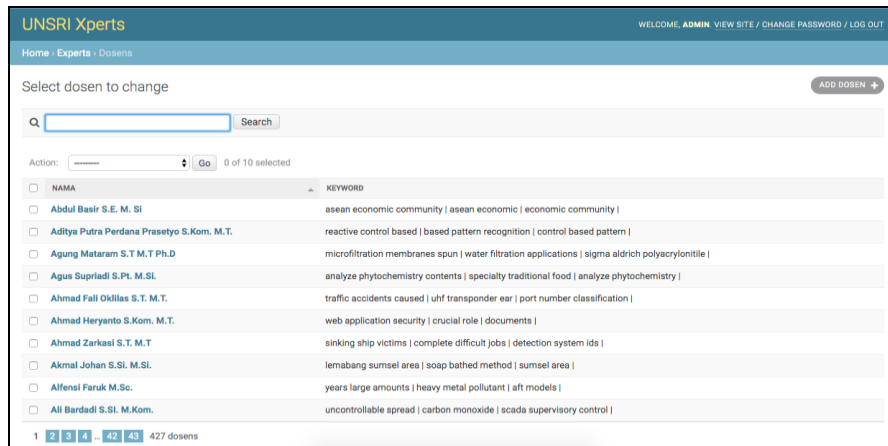 UNSRI Xperts
WELCOME, ADMIN. VIEW SITE / CHANGE PASSWORD / LOG OUT
Home › Experts › Dosens
Select dosen to change
ADD DOSEN +
Search
Action: --------- Go 0 of 10 selected
NAMA KEYWORD
Abdul Basir S.E. M. Si asean economic community | asean economic | economic community |
Aditya Putra Perdana Prasetyo S.Kom. M.T. reactive control based | based pattern recognition | control based pattern |
Agung Mataram S.T M.T Ph.D microfiltration membranes spun | water filtration applications | sigma aldrich polyacrylonitile |
Agus Supriadi S.Pt. M.Si. analyze phytochemistry contents | specialty traditional food | analyze phytochemistry |
Ahmad Fali Oklilas S.T. M.T. traffic accidents caused | uhf transponder ear | port number classification |
Ahmad Heryanto S.Kom. M.T. web application security | crucial role | documents |
Ahmad Zarkasi S.T. M.T sinking ship victims | complete difficult jobs | detection system ids |
Akmal Johan S.Si. M.Si. lemabang sumsel area | soap bathed method | sumsel area |
Alfensi Faruk M.Sc. years large amounts | heavy metal pollutant | aft models |
Ali Bardadi S.SI. M.Kom. uncontrollable spread | carbon monoxide | scada supervisory control |
1 2 3 4 ... 42 43 427 dosens